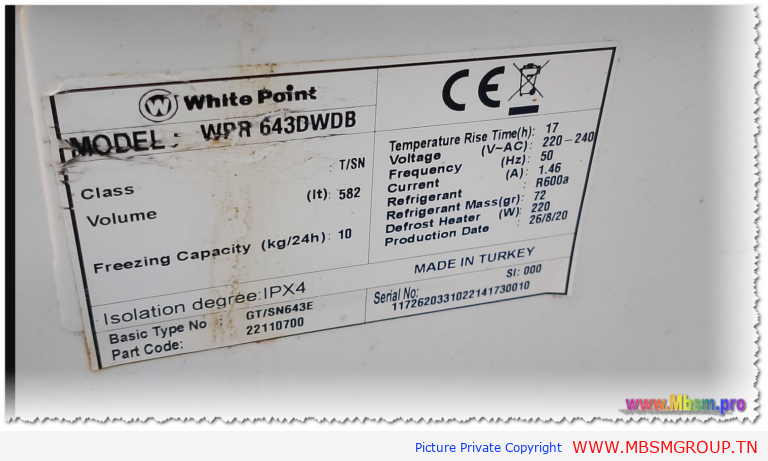 W White Point
MODEL : WPR 643DWDB
Class : T/SN
Volume (lt): 582
Freezing Capacity (kg/24h): 10
CE
Temperature Rise Time(h): 17
Voltage (V~AC): 220-240
Frequency (Hz): 50
Current (A): 1.46
Refrigerant : R600a
Refrigerant Mass(gr): 72
Defrost Heater (W): 220
Production Date : 26/8/20
Isolation degree:IPX4
MADE IN TURKEY
Basic Type No : GT/SN643E
Part Code: 22110700
SI: 000
Serial No: 1172620331022141730010
www.Mbsm.pro
Picture Private Copyright WWW.MBSMGROUP.TN